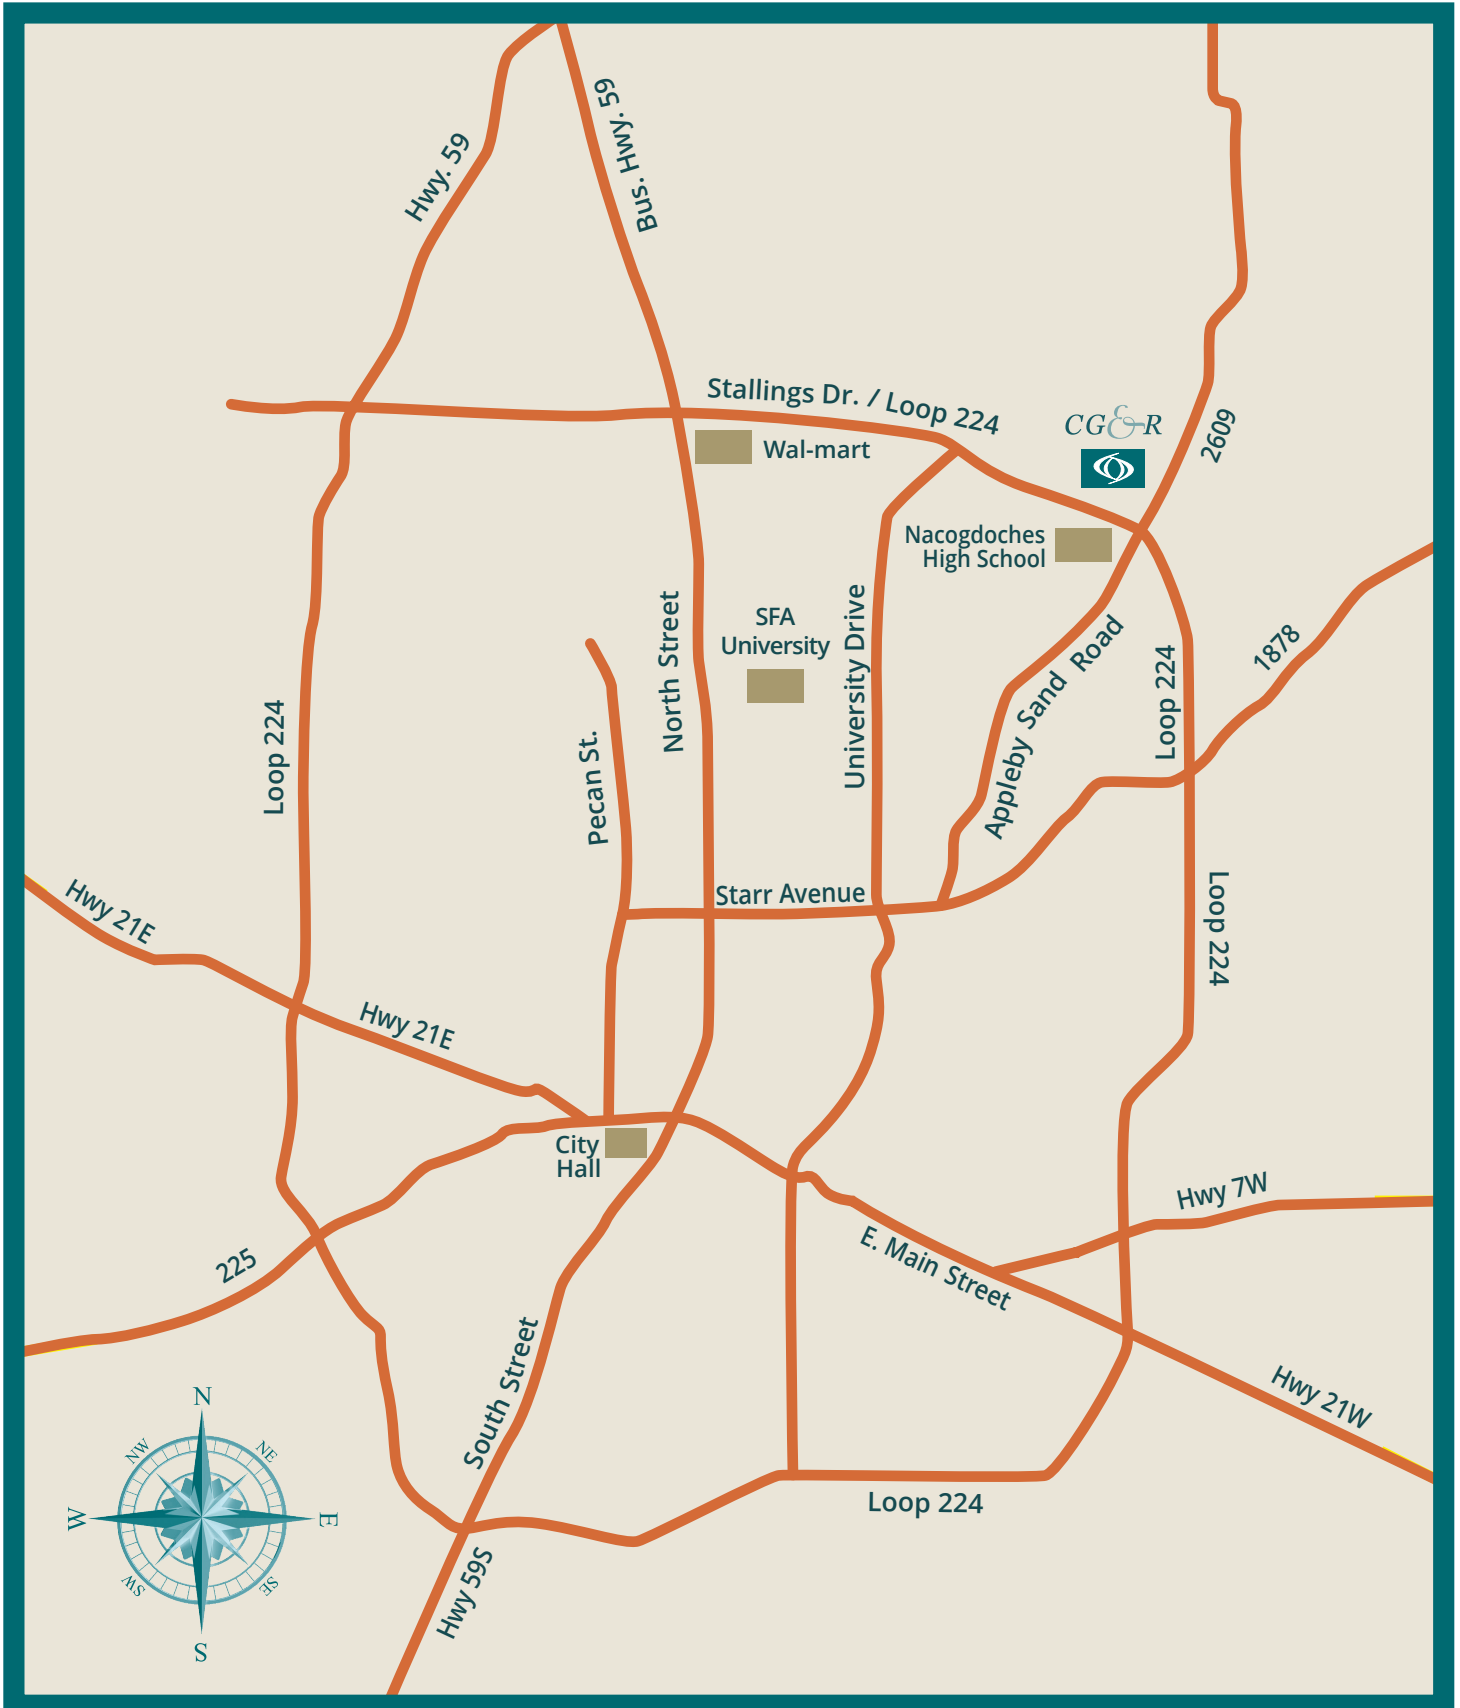 Hwy. 59
Bus. Hwy. 59
Stallings Dr. / Loop 224
CG&R
2609
Wal-mart
Nacogdoches
High School
SFA
University
North Street
University Drive
Appleby Sand Road
Loop 224
1878
Loop 224
Pecan St.
Starr Avenue
Loop 224
Hwy 21E
Hwy 21E
City
Hall
Hwy 7W
E. Main Street
225
South Street
Hwy 21W
Loop 224
Hwy 59S
N
NE
E
SE
S
SW
W
NW